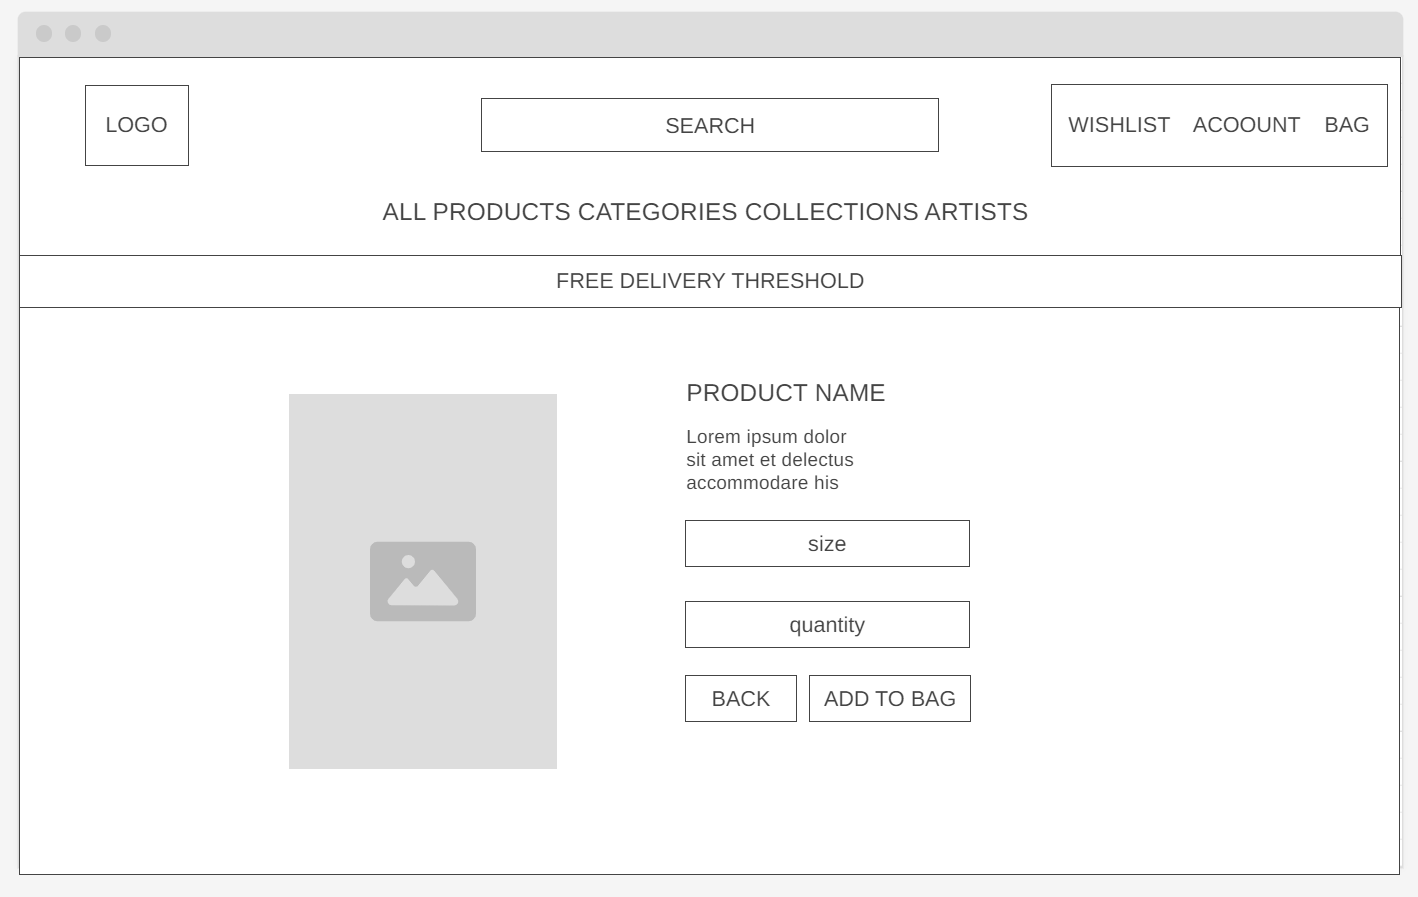 LOGO
SEARCH
WISHLIST ACOOUNT BAG
ALL PRODUCTS CATEGORIES COLLECTIONS ARTISTS
FREE DELIVERY THRESHOLD
PRODUCT NAME
Lorem ipsum dolor
sit amet et delectus
accommodare his
size
quantity
BACK
ADD TO BAG